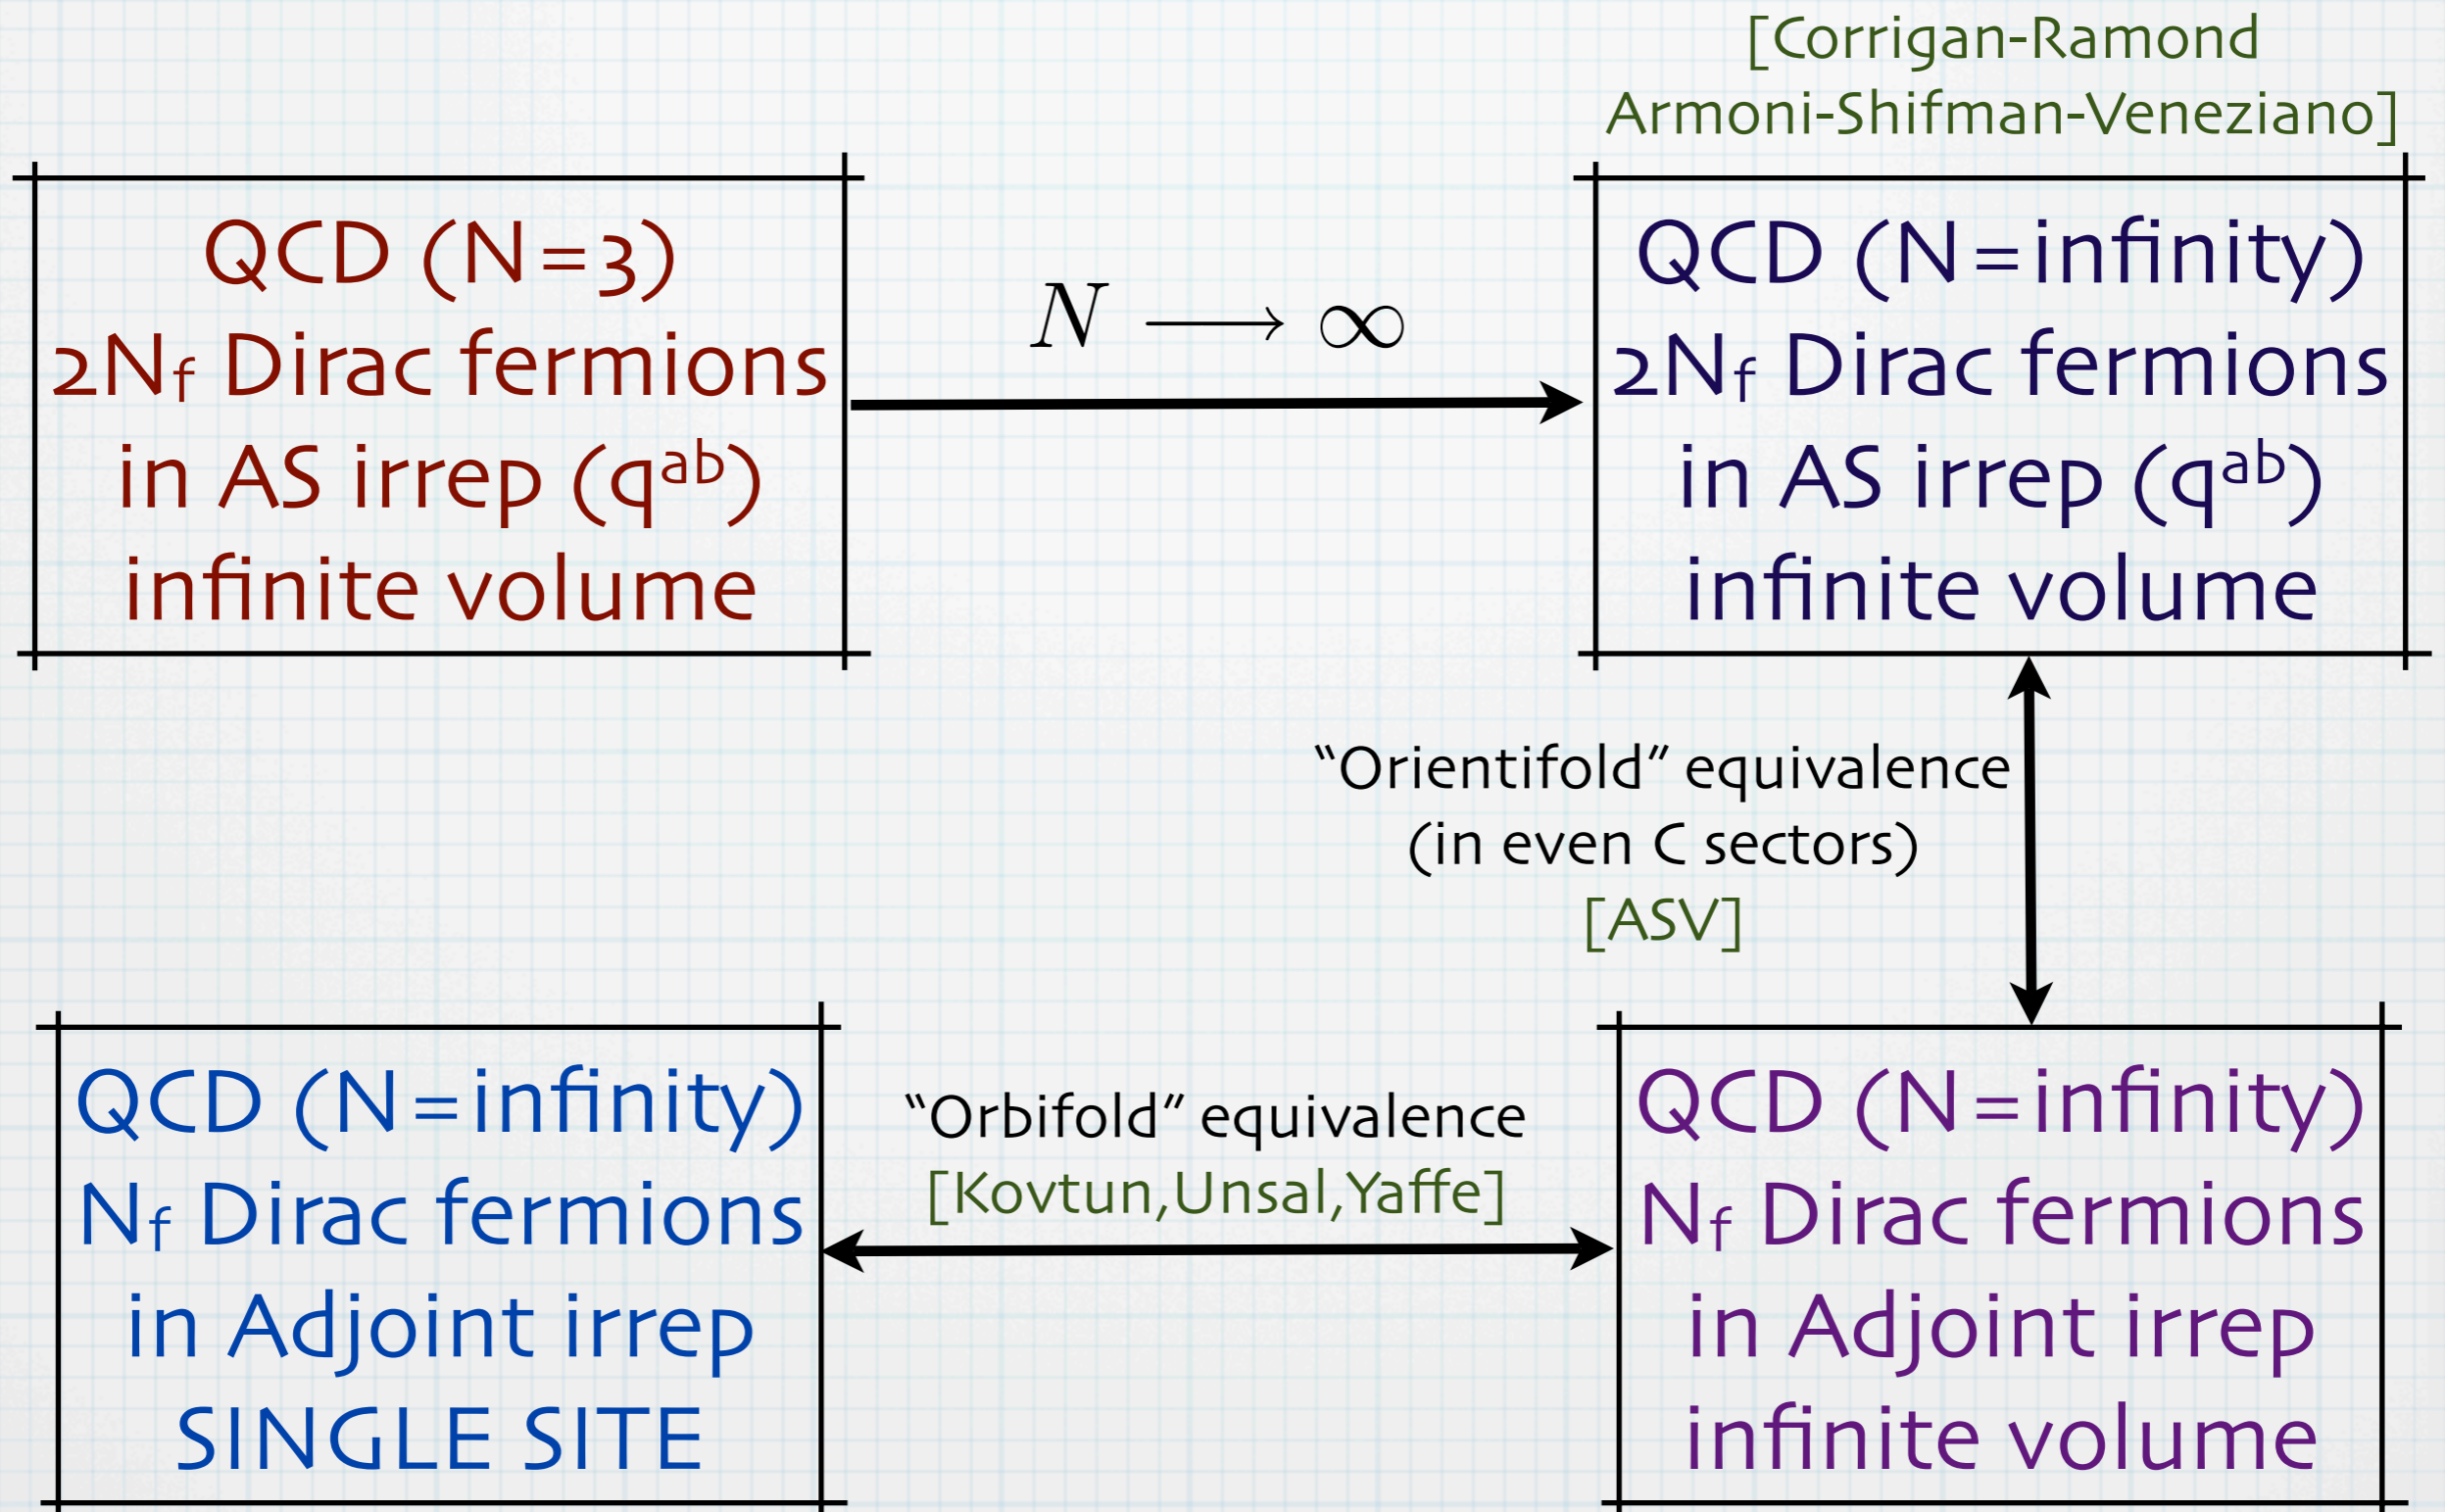 [Corrigan-Ramond
Armoni-Shifman-Veneziano]
QCD (N=3)
2Nf Dirac fermions
in AS irrep (qab)
infinite volume
N ⟶ ∞
QCD (N=infinity)
2Nf Dirac fermions
in AS irrep (qab)
infinite volume
“Orientifold” equivalence
(in even C sectors)
[ASV]
QCD (N=infinity)
Nf Dirac fermions
in Adjoint irrep
SINGLE SITE
“Orbifold” equivalence
[Kovtun,Unsal,Yaffe]
QCD (N=infinity)
Nf Dirac fermions
in Adjoint irrep
infinite volume